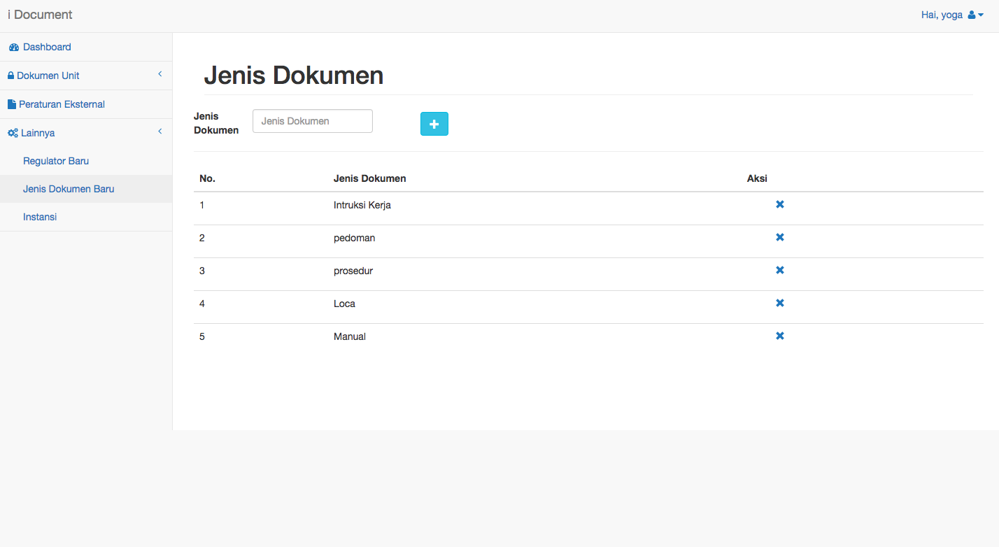 i Document
Hai, yoga
Dashboard
Dokumen Unit
Peraturan Eksternal
Lainnya
Regulator Baru
Jenis Dokumen Baru
Instansi
Jenis Dokumen
Jenis
Dokumen
Jenis Dokumen
No. Jenis Dokumen Aksi
1 Intruksi Kerja
2 pedoman
3 prosedur
4 Loca
5 Manual